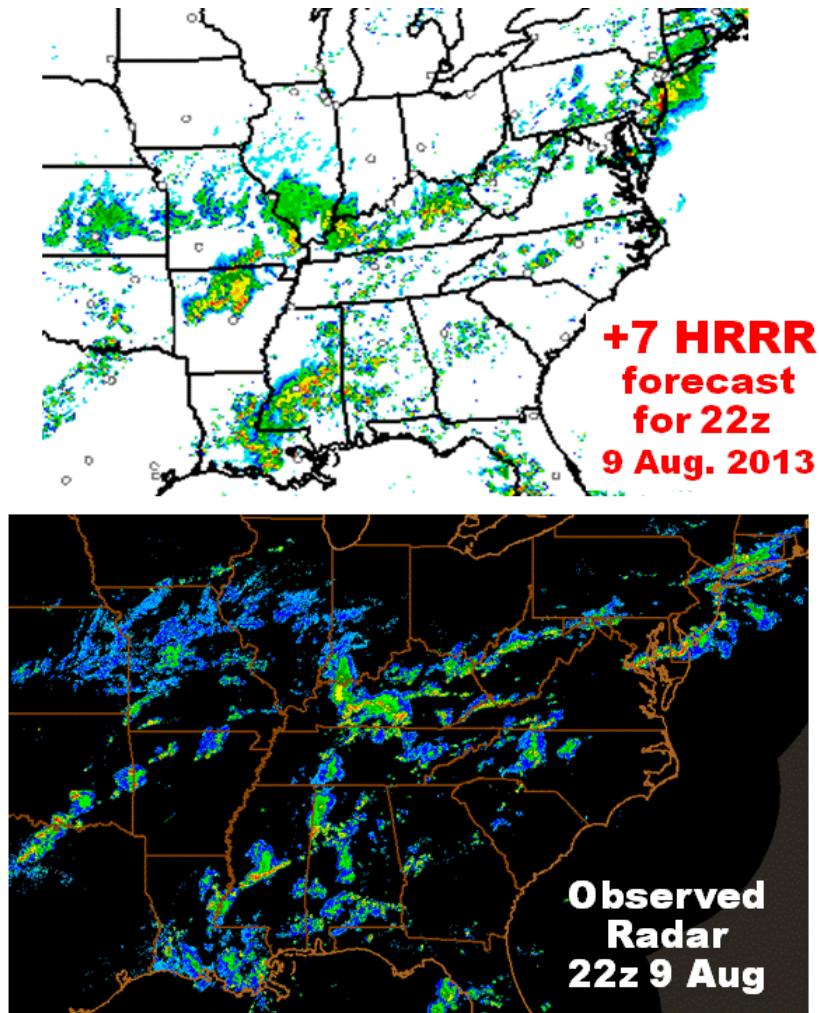 +7 HRRR
forecast
for 22z
9 Aug. 2013
Observed
Radar
22z 9 Aug